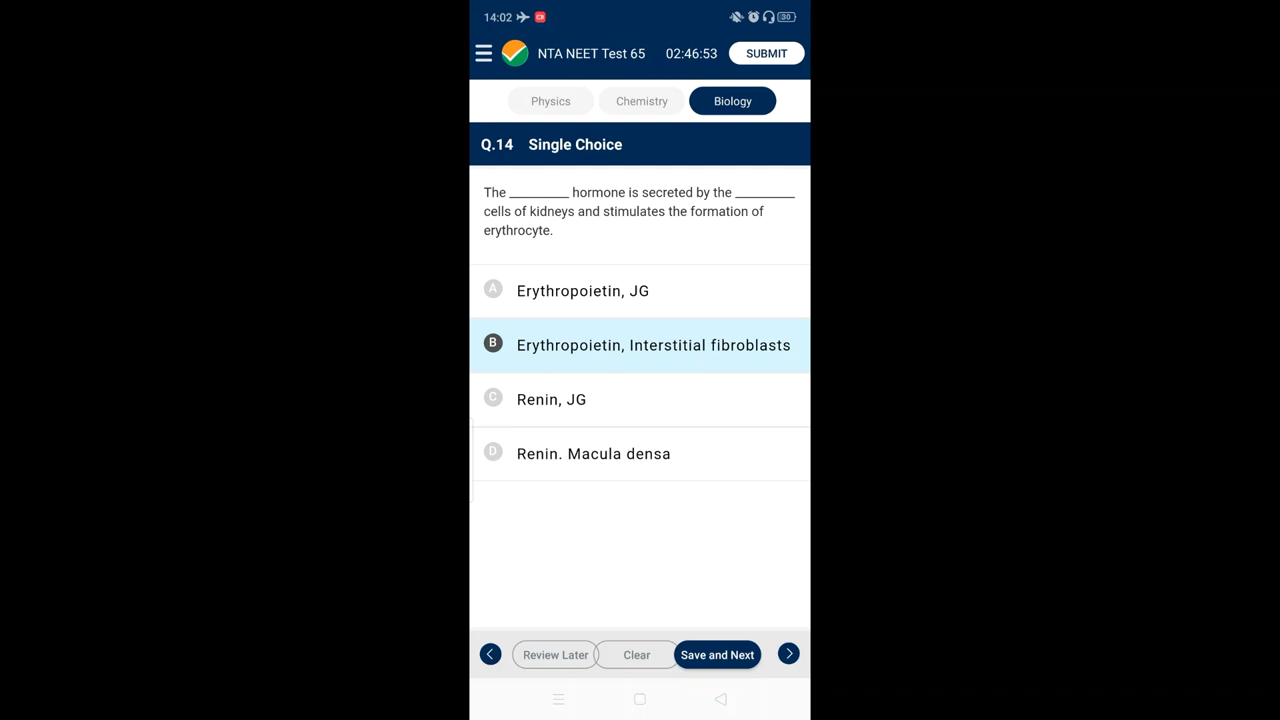 14:02
30
NTA NEET Test 65 02:46:53 SUBMIT
Physics Chemistry Biology
Q.14 Single Choice
The _________ hormone is secreted by the _________
cells of kidneys and stimulates the formation of
erythrocyte.
A Erythropoietin, JG
B Erythropoietin, Interstitial fibroblasts
C Renin, JG
D Renin. Macula densa
Review Later Clear Save and Next